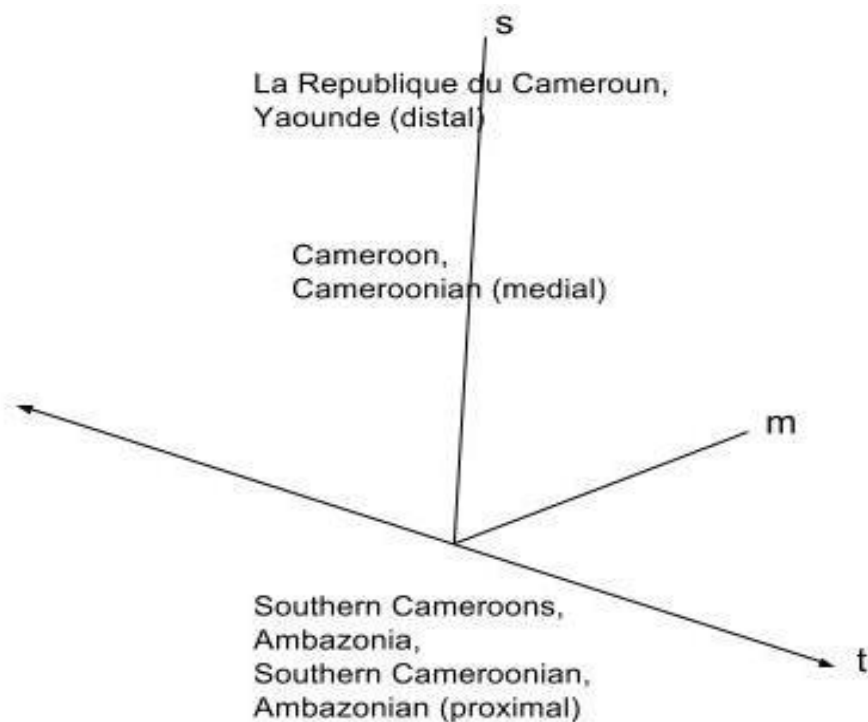 s
La Republique du Cameroun,
Yaounde (distal)
Cameroon,
Cameroonian (medial)
m
Southern Cameroons,
Ambazonia,
Southern Cameroonian,
Ambazonian (proximal)
t